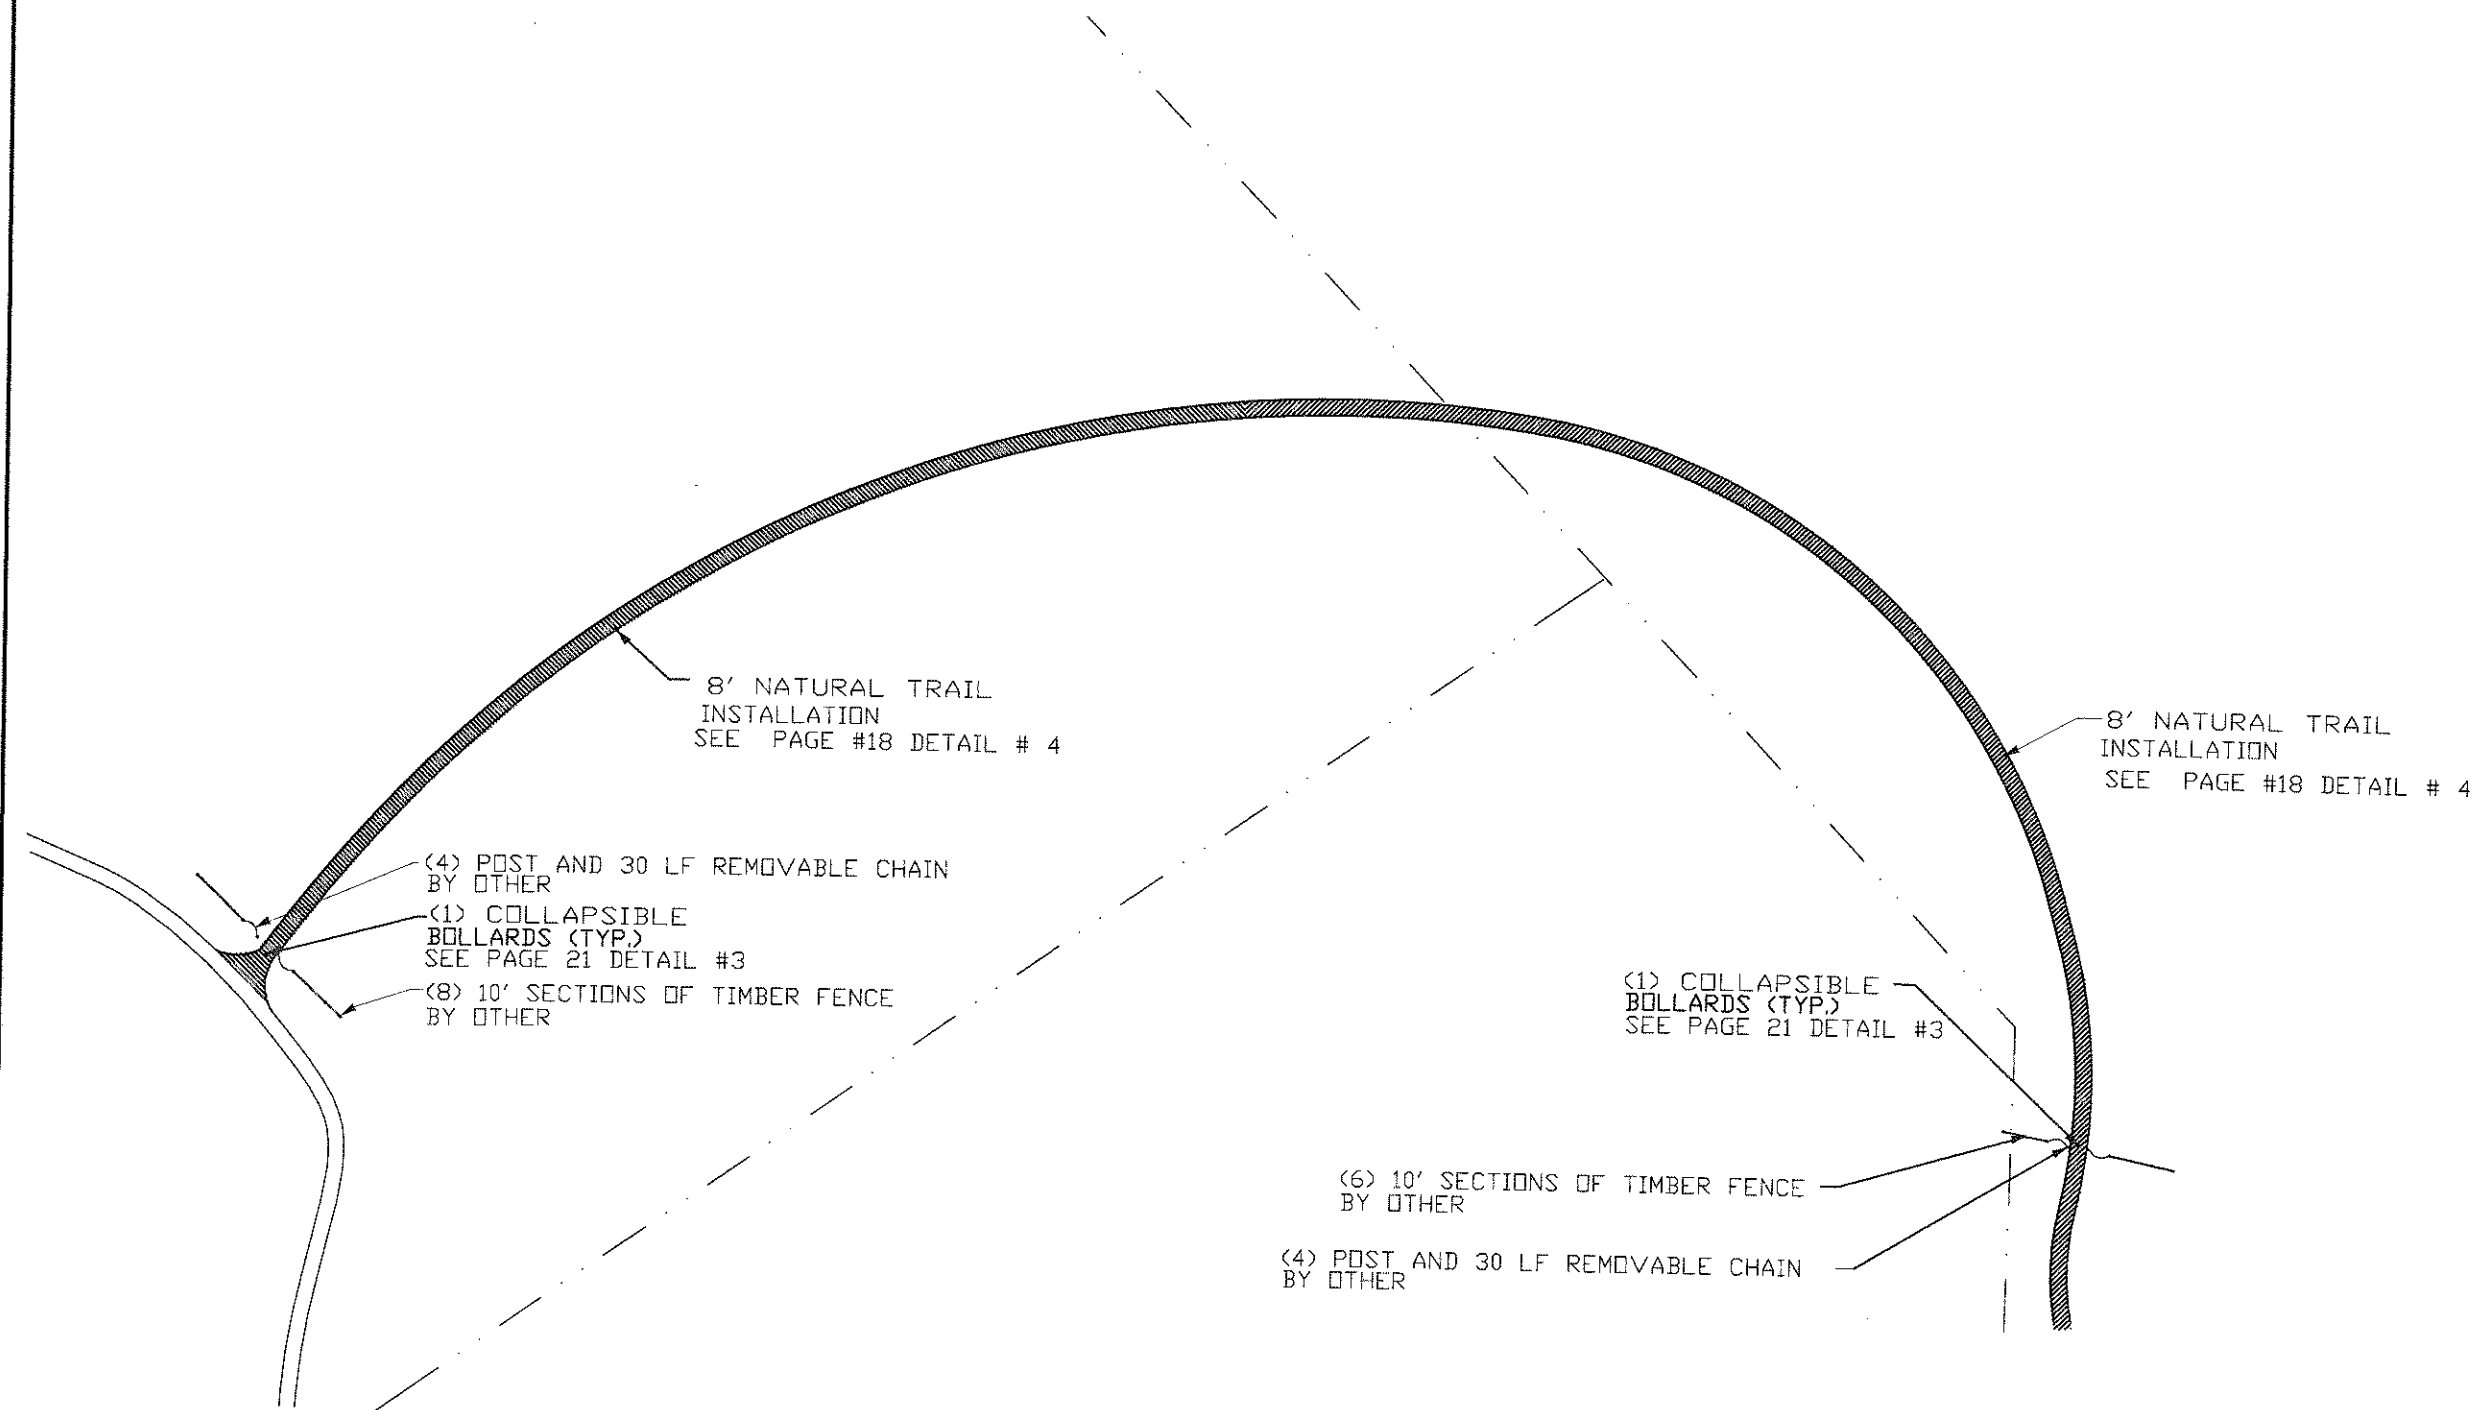 8' NATURAL TRAIL
INSTALLATION
SEE PAGE #18 DETAIL # 4
8' NATURAL TRAIL
INSTALLATION
SEE PAGE #18 DETAIL # 4
(4) POST AND 30 LF REMOVABLE CHAIN
BY OTHER
(1) COLLAPSIBLE
BOLLARDS (TYP.)
SEE PAGE 21 DETAIL #3
(8) 10' SECTIONS OF TIMBER FENCE
BY OTHER
(1) COLLAPSIBLE
BOLLARDS (TYP.)
SEE PAGE 21 DETAIL #3
(6) 10' SECTIONS OF TIMBER FENCE
BY OTHER
(4) POST AND 30 LF REMOVABLE CHAIN
BY OTHER